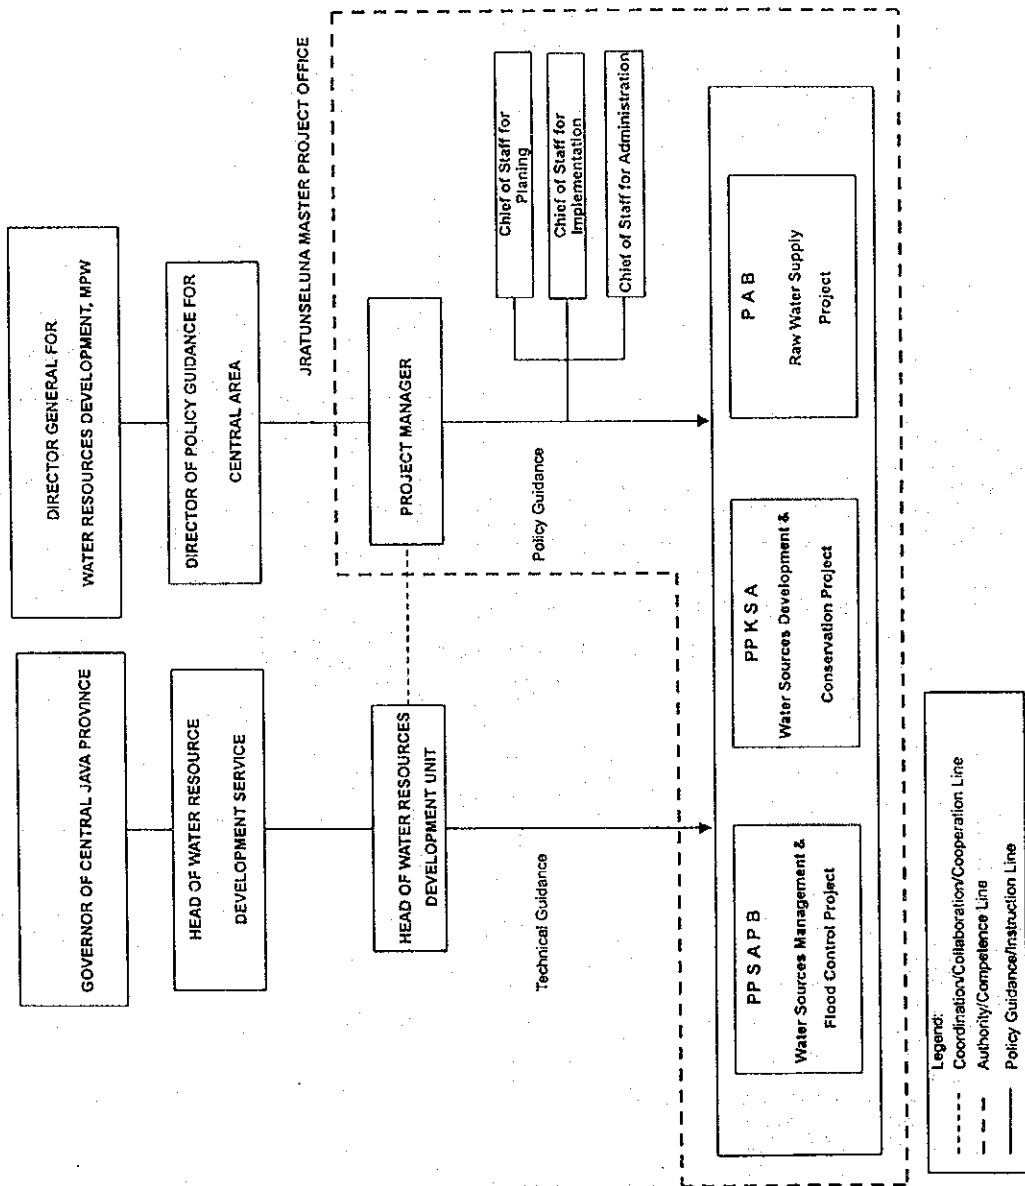 GOVERNOR OF CENTRAL JAVA PROVINCE
DIRECTOR GENERAL FOR
WATER RESOURCES DEVELOPMENT, MPW
HEAD OF WATER RESOURCE
DEVELOPMENT SERVICE
DIRECTOR OF POLICY GUIDANCE FOR
CENTRAL AREA
JRATUNSELUNA MASTER PROJECT OFFICE
HEAD OF WATER RESOURCES
DEVELOPMENT UNIT
PROJECT MANAGER
Technical Guidance
Policy Guidance
Chief of Staff for
Planing
Chief of Staff for
Implementation
Chief of Staff for Administration
P P S A P B
Water Sources Management &
Flood Control Project
P P K S A
Water Sources Development &
Conservation Project
P A B
Raw Water Supply
Project
Legend:
Coordination/Collaboration/Cooperation Line
Authority/Competence Line
Policy Guidance/Instruction Line